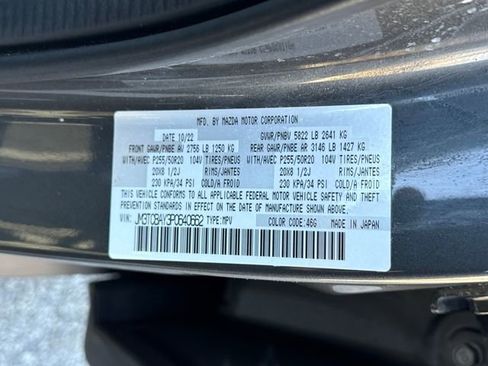 MFD. BY MAZDA MOTOR CORPORATION
DATE 10/22 GVWR/PNBV 5822 LB 2641 KG
FRONT GAWR/PNBE AV 2756 LB 1250 KG REAR GAWR/PNBE AR 3146 LB 1427 KG
WITH/AVEC P255/50R20 104V TIRES/PNEUS WITH/AVEC P255/50R20 104V TIRES/PNEUS
20X8 1/2J RIMS/JANTES 20X8 1/2J RIMS/JANTES
230 KPA/34 PSI COLD/A FROID 230 KPA/34 PSI COLD/A FROID
THIS VEHICLE CONFORMS TO ALL APPLICABLE FEDERAL MOTOR VEHICLE SAFETY AND THEFT
PREVENTION STANDARDS IN EFFECT ON THE DATE OF MANUFACTURE SHOWN ABOVE.
VIN: JM3TCBAY3P0640662 TYPE:MPV COLOR CODE:46G MADE IN JAPAN